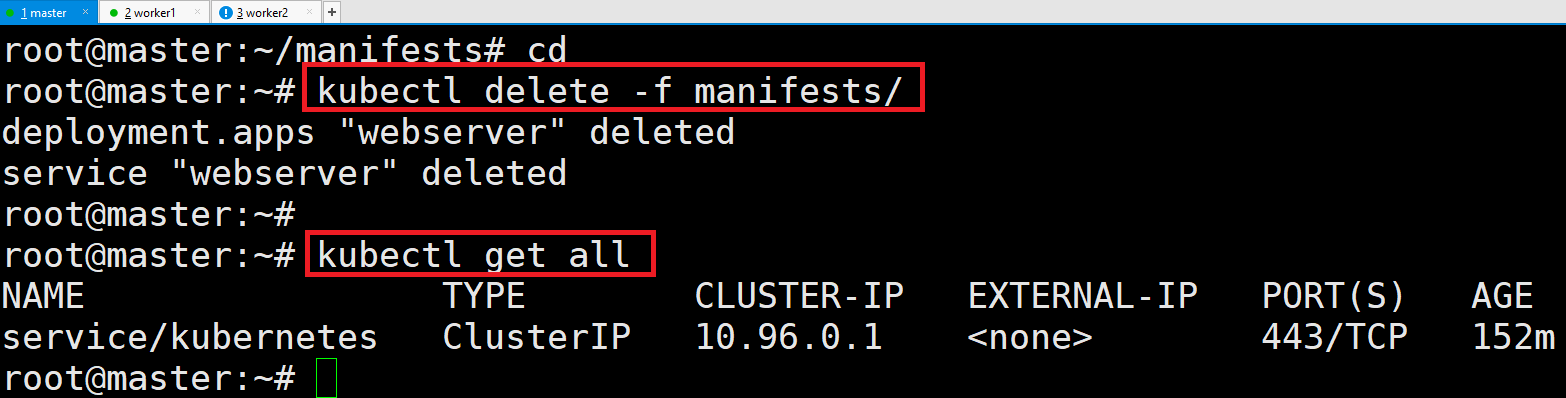 1 master × 2 worker1 × 3 worker2 × +
root@master:~/manifests# cd
root@master:~# kubectl delete -f manifests/
deployment.apps "webserver" deleted
service "webserver" deleted
root@master:~#
root@master:~# kubectl get all
NAME TYPE CLUSTER-IP EXTERNAL-IP PORT(S) AGE
service/kubernetes ClusterIP 10.96.0.1 <none> 443/TCP 152m
root@master:~#